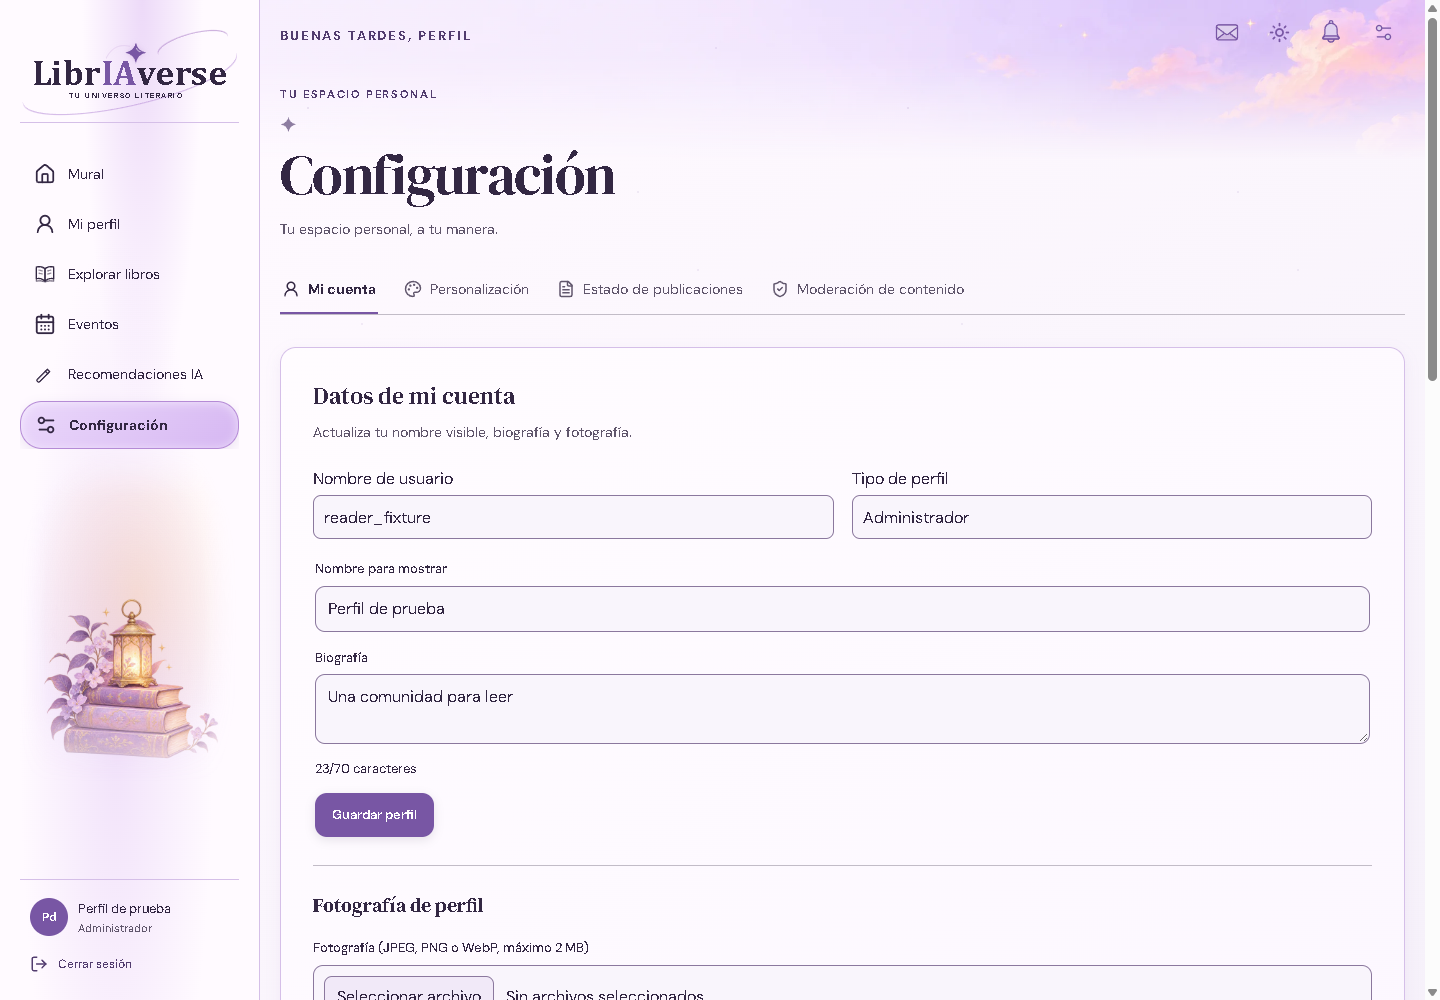 LibrIAverse
TU UNIVERSO LITERARIO
Mural
Mi perfil
Explorar libros
Eventos
Recomendaciones IA
Configuración
Pd
Perfil de prueba
Administrador
Cerrar sesión
BUENAS TARDES, PERFIL
TU ESPACIO PERSONAL
Configuración
Tu espacio personal, a tu manera.
Mi cuenta
Personalización
Estado de publicaciones
Moderación de contenido
Datos de mi cuenta
Actualiza tu nombre visible, biografía y fotografía.
Nombre de usuario
reader_fixture
Tipo de perfil
Administrador
Nombre para mostrar
Perfil de prueba
Biografía
Una comunidad para leer
23/70 caracteres
Guardar perfil
Fotografía de perfil
Fotografía (JPEG, PNG o WebP, máximo 2 MB)
Seleccionar archivo
Sin archivos seleccionados